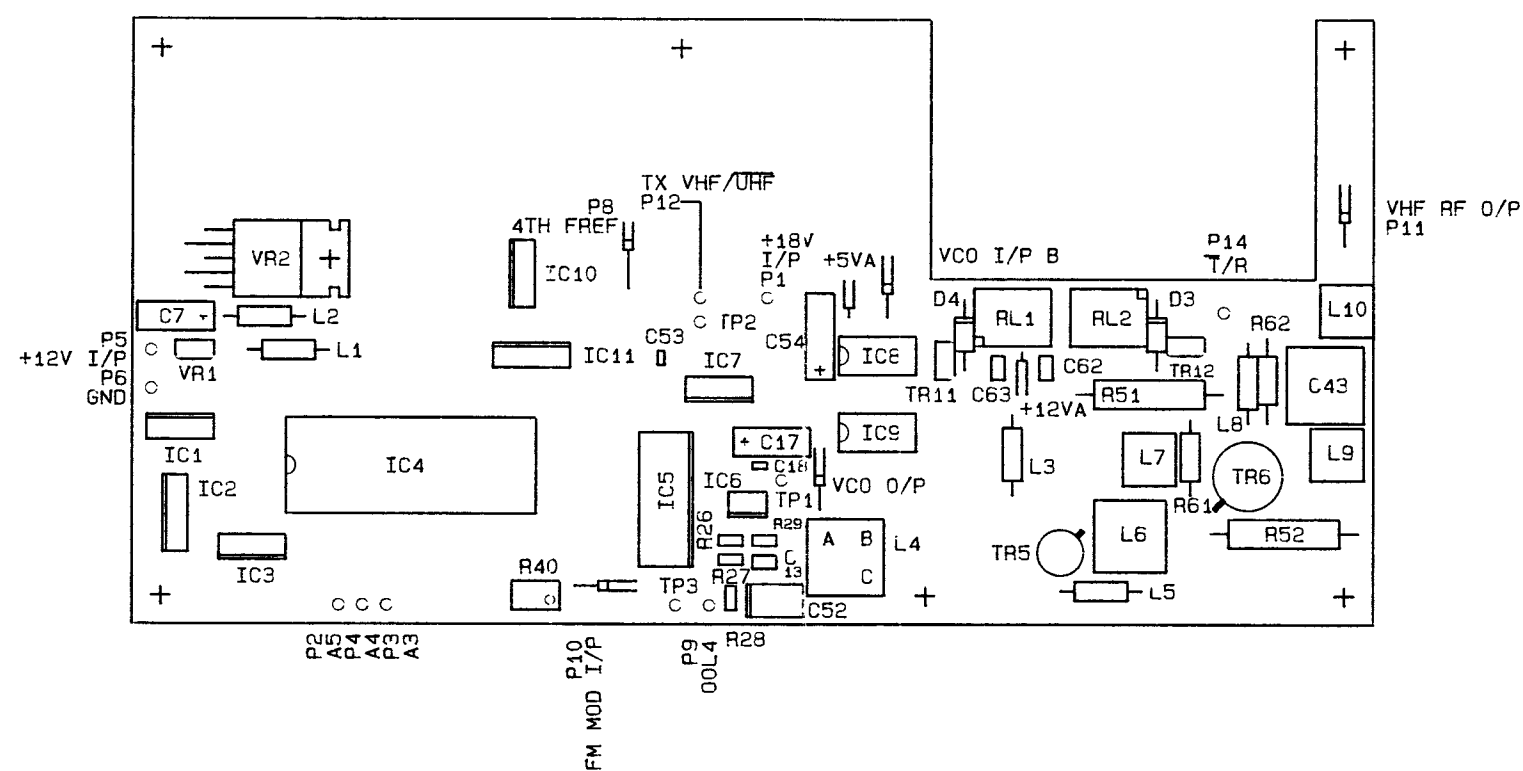 TX VHF/UHF
P12
P8
4TH FREF
VHF RF O/P
P11
+18V
I/P
P1
+5VA
VCO I/P B
P14
T/R
VR2
IC10
D4
RL1
RL2
D3
L10
C7
+
L2
TP2
C54
+
R62
P5
+12V I/P
P6
GND
VR1
L1
IC11
C53
IC7
IC8
TR11
C63
C62
+12VA
TR12
R51
C43
IC1
IC2
IC3
IC4
IC5
+ C17
C18
IC6
TP1
IC9
VCO O/P
L3
L7
L8
R61
TR6
L9
R26
R29
R27
C
13
A B
C
L4
TR5
L6
R52
R40
TP3
C52
L5
R28
P2
A5
P4
A4
P3
A3
P10
FM MOD I/P
P9
OOL4